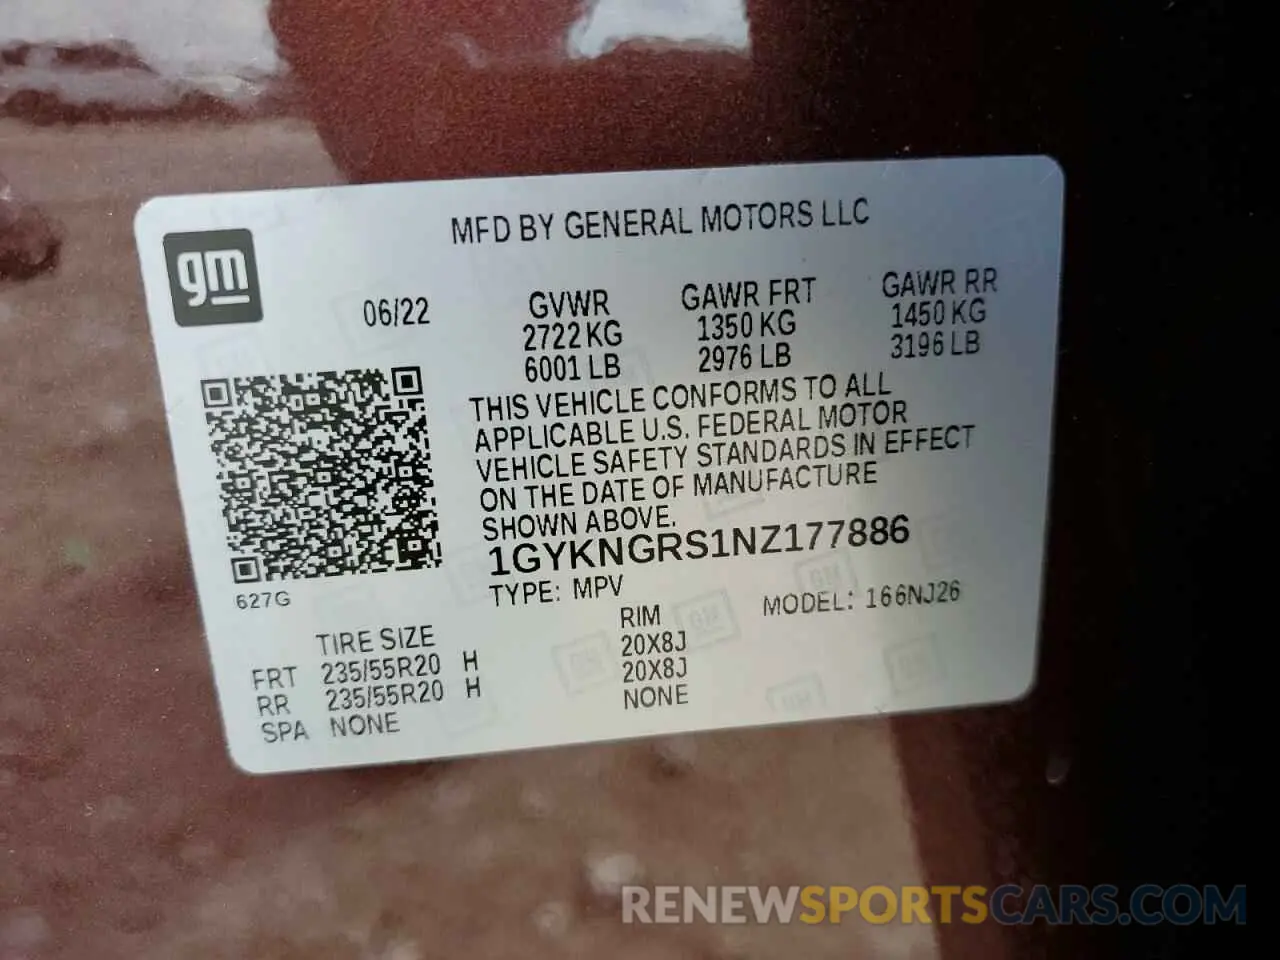 MFD BY GENERAL MOTORS LLC
gm
06/22
GVWR GAWR FRT GAWR RR
2722 KG 1350 KG 1450 KG
6001 LB 2976 LB 3196 LB
THIS VEHICLE CONFORMS TO ALL
APPLICABLE U.S. FEDERAL MOTOR
VEHICLE SAFETY STANDARDS IN EFFECT
ON THE DATE OF MANUFACTURE
SHOWN ABOVE.
1GYKNGRS1NZ177886
TYPE: MPV MODEL: 166NJ26
627G
TIRE SIZE RIM
FRT 235/55R20 H 20X8J
RR 235/55R20 H 20X8J
SPA NONE NONE
RENEWSPORTSCARS.COM